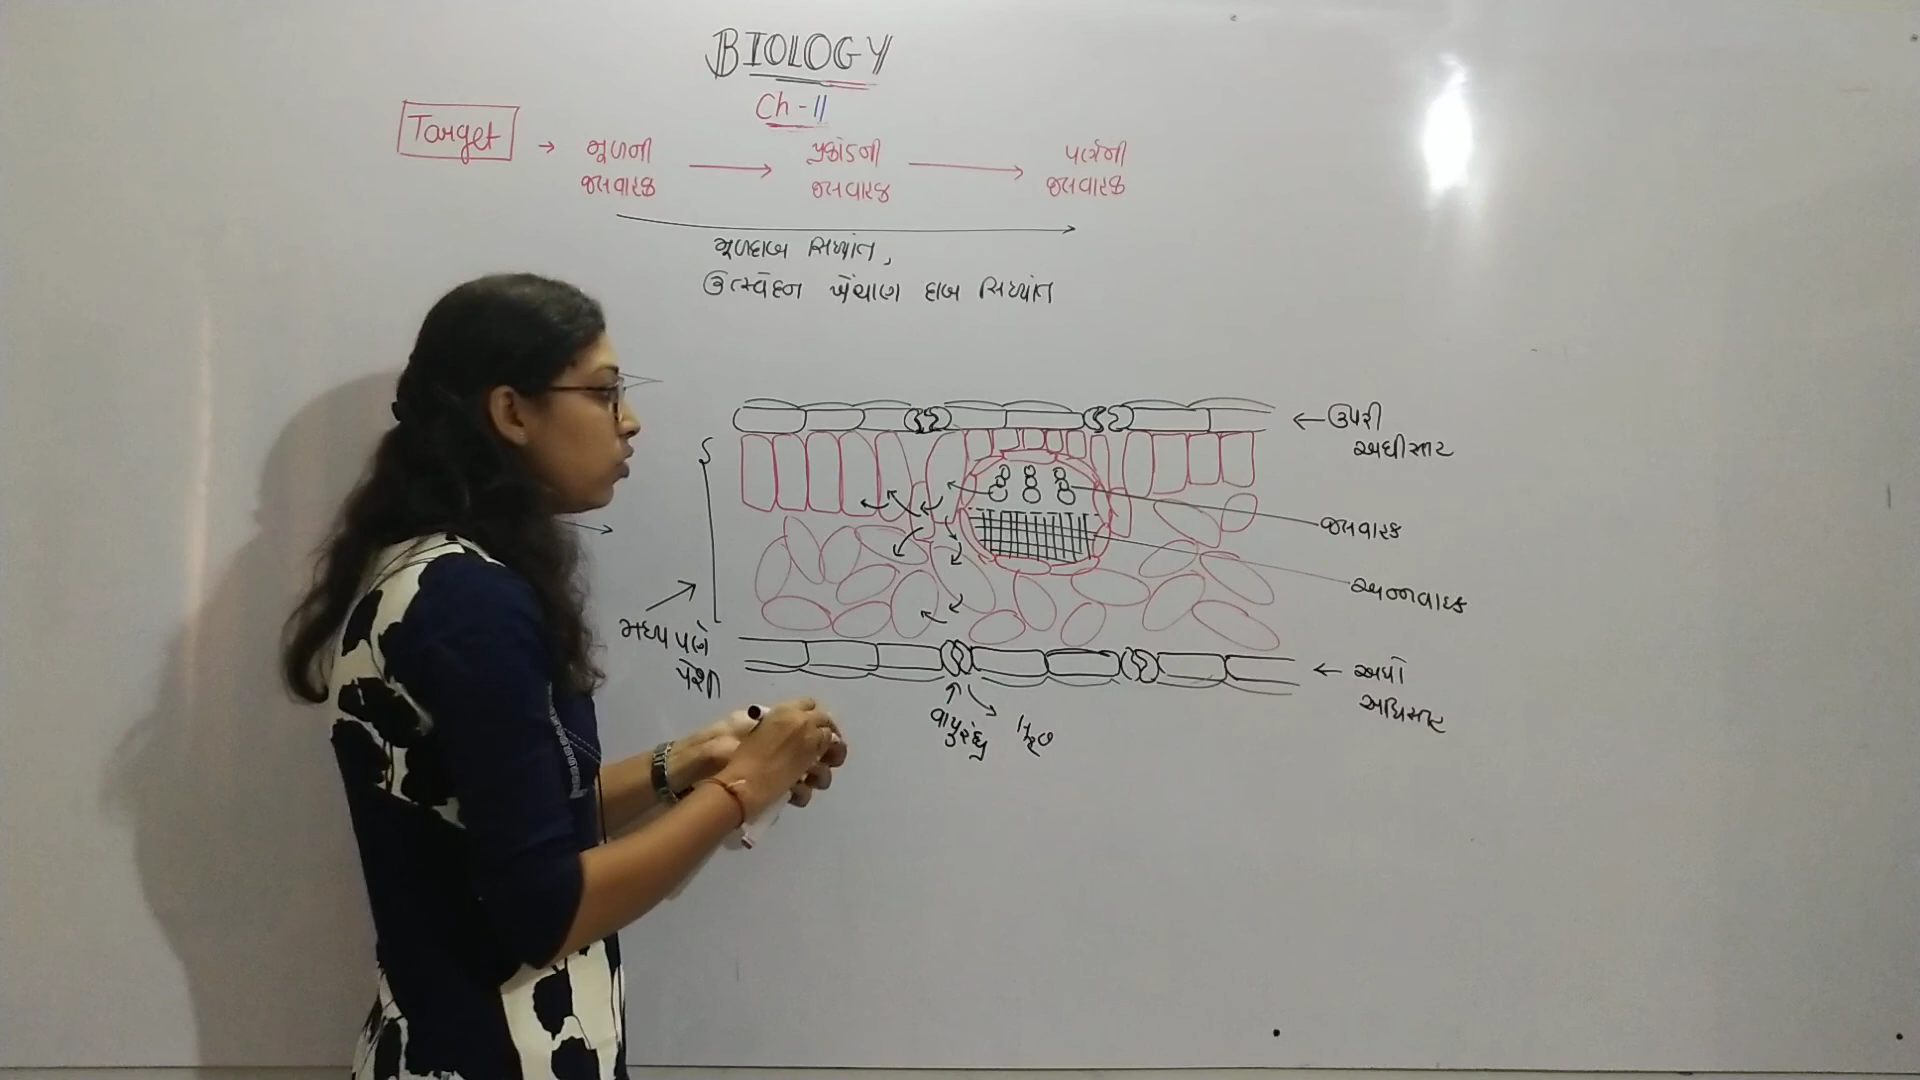 BIOLOGY
Ch-11
Target → મૂળની જલવાહક → પ્રકાંડની જલવાહક → પર્ણની જલવાહક
મૂળદાબ સિધ્ધાંત,
ઉત્સ્વેદન ખેંચાણ દાબ સિધ્ધાંત
← ઉપરી
અધીસ્તર
જલવાહક
અન્નવાહક
મધ્યપર્ણ
પેશી
← અધો
અધિસ્તર
વાયુરંધ્ર